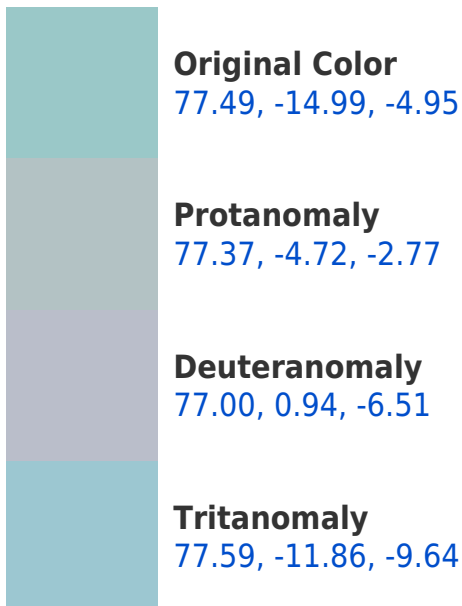 Original Color
77.49, -14.99, -4.95
Protanomaly
77.37, -4.72, -2.77
Deuteranomaly
77.00, 0.94, -6.51
Tritanomaly
77.59, -11.86, -9.64